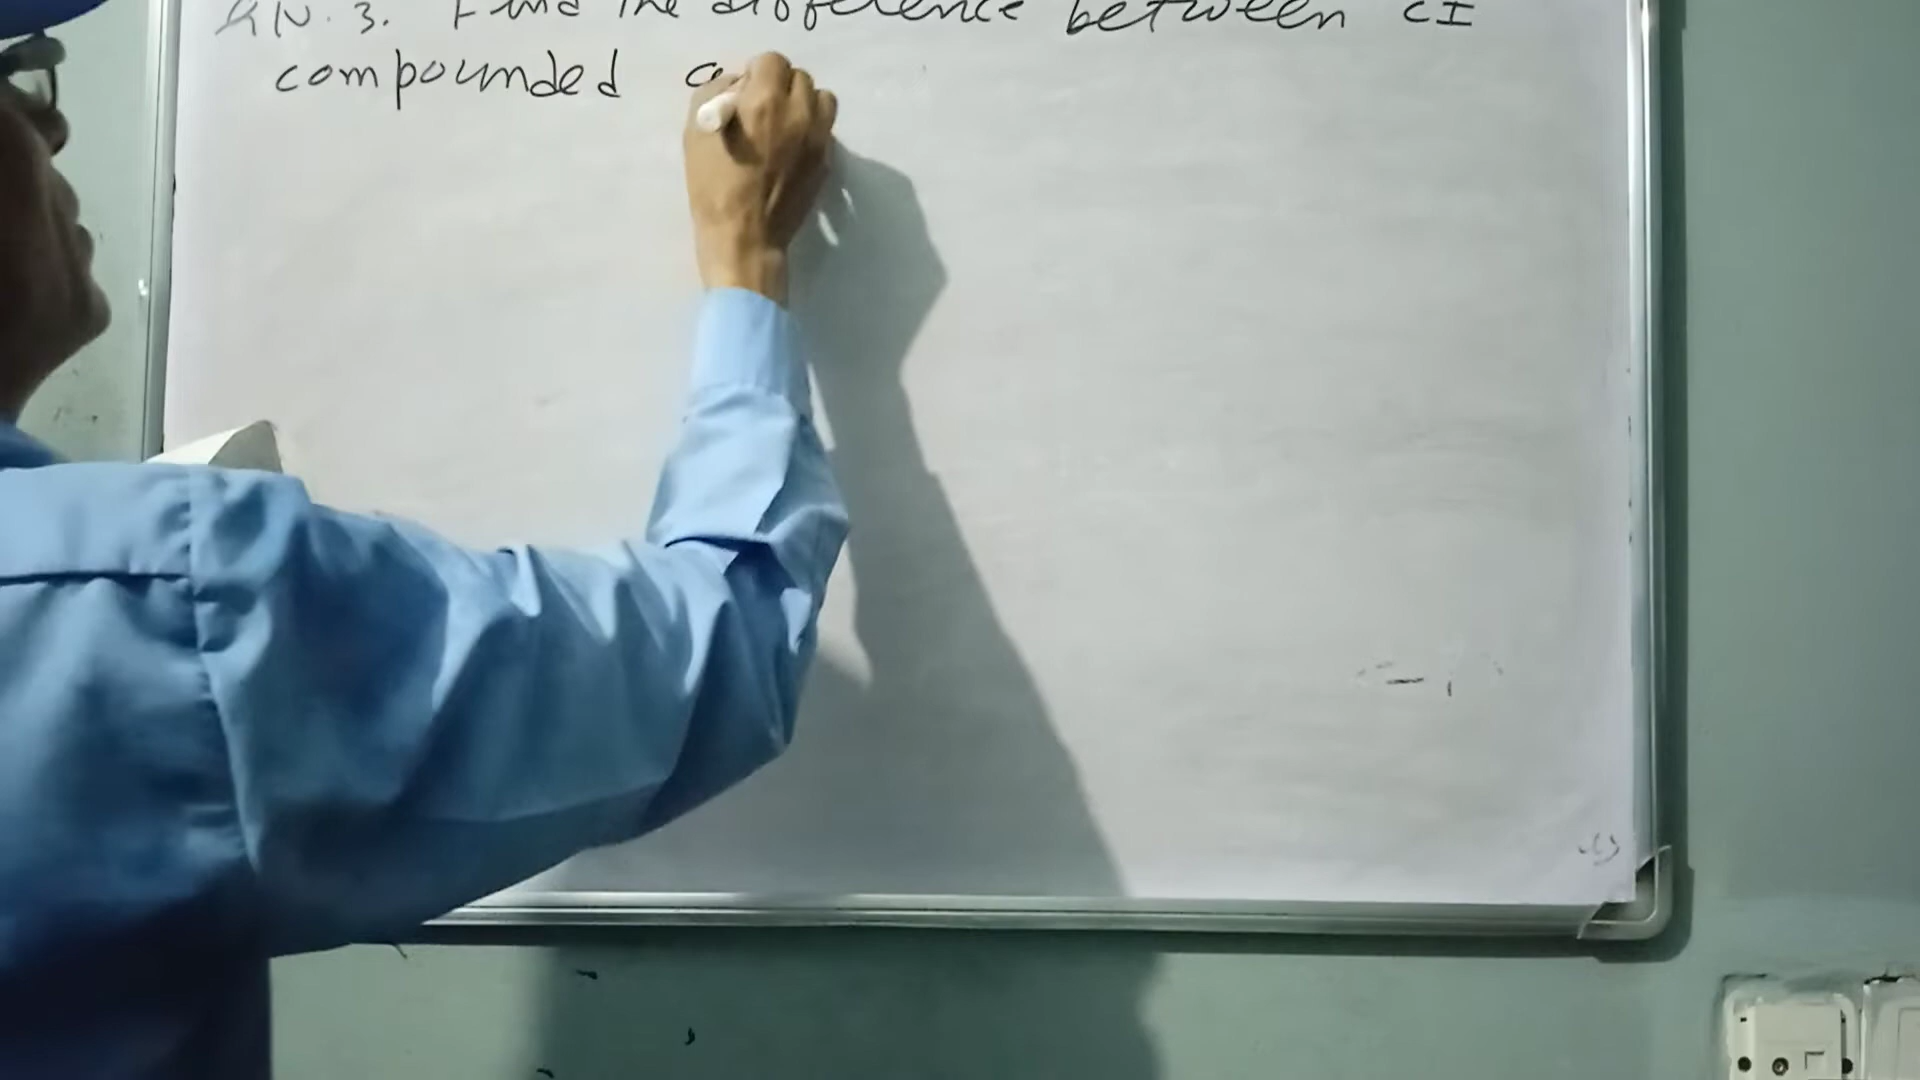 QN. 3. Find the difference between CI
compounded